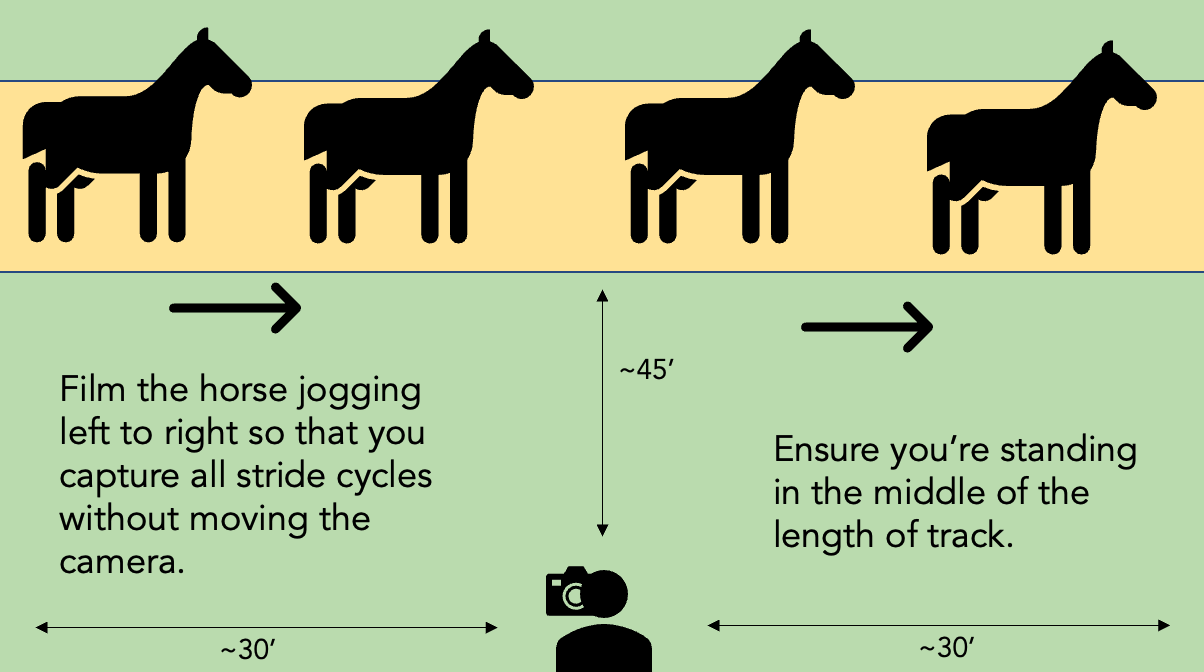 ~45’
Film the horse jogging
left to right so that you
capture all stride cycles
without moving the
camera.
Ensure you’re standing
in the middle of the
length of track.
~30’
~30’